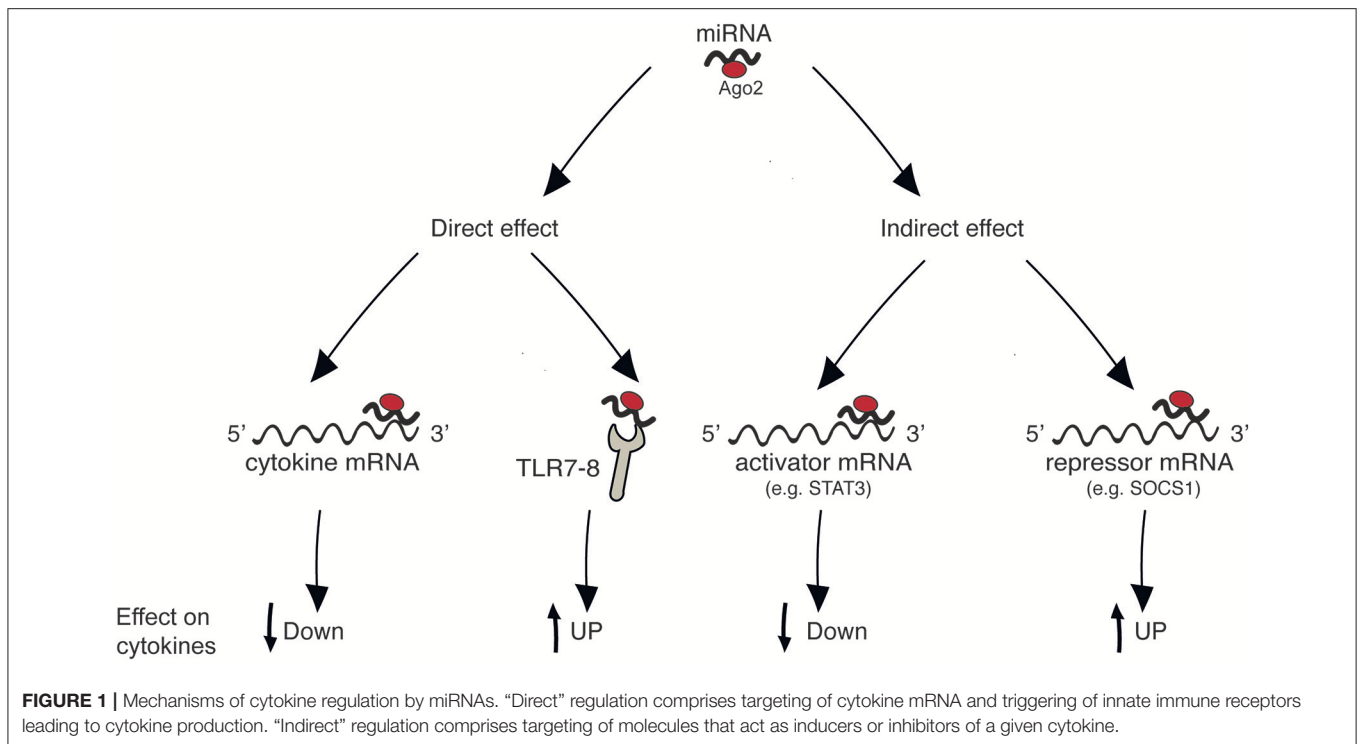 miRNA
Ago2
Direct effect
Indirect effect
5’ 3’
cytokine mRNA
TLR7-8
5’ 3’
activator mRNA
(e.g. STAT3)
5’ 3’
repressor mRNA
(e.g. SOCS1)
Effect on
cytokines
Down
UP
Down
UP
FIGURE 1 | Mechanisms of cytokine regulation by miRNAs. “Direct” regulation comprises targeting of cytokine mRNA and triggering of innate immune receptors
leading to cytokine production. “Indirect” regulation comprises targeting of molecules that act as inducers or inhibitors of a given cytokine.